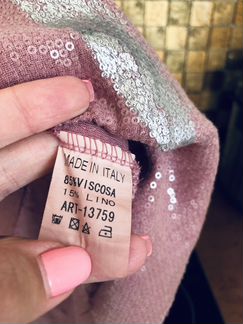 MADE IN ITALY
85%VISCOSA
15% LINO
ART-13759